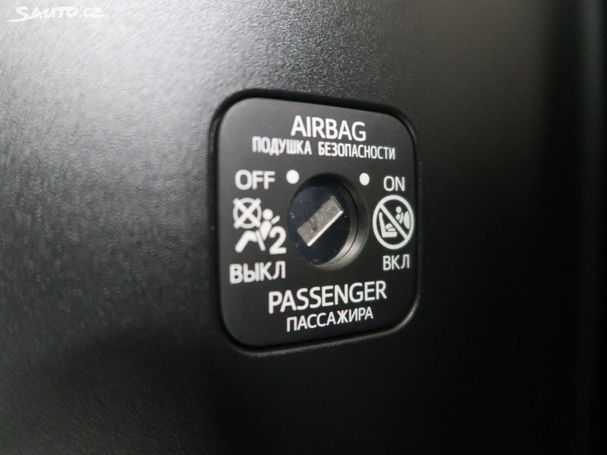 Sauto.cz
AIRBAG
ПОДУШКА БЕЗОПАСНОСТИ
OFF ON
2
ВЫКЛ ВКЛ
PASSENGER
ПАССАЖИРА